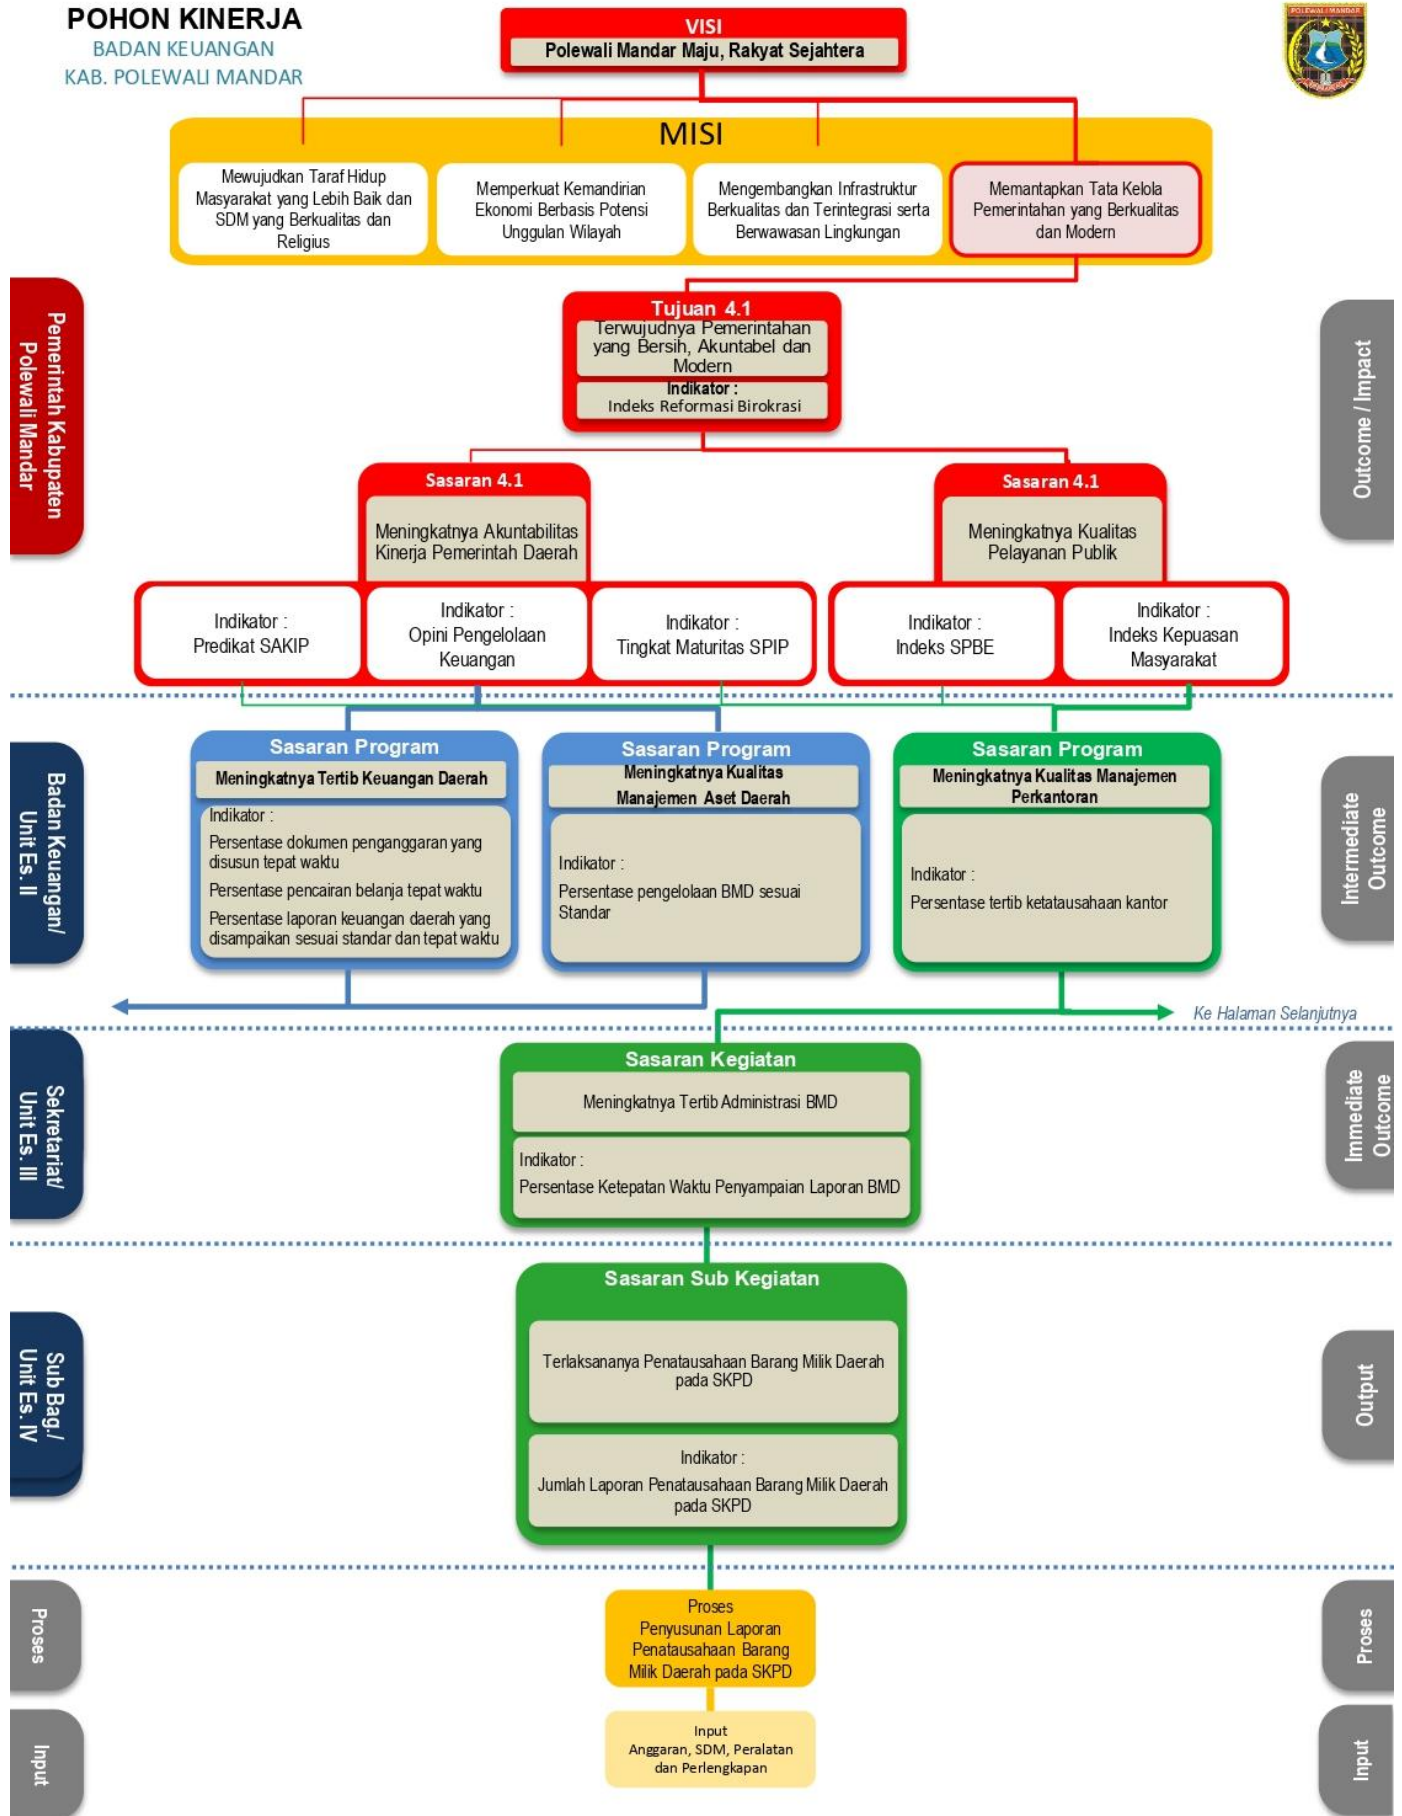 POHON KINERJA
BADAN KEUANGAN
KAB. POLEWALI MANDAR
VISI
Polewali Mandar Maju, Rakyat Sejahtera
POLEWALI MANDAR
MISI
Mewujudkan Taraf Hidup
Masyarakat yang Lebih Baik dan
SDM yang Berkualitas dan
Religius
Memperkuat Kemandirian
Ekonomi Berbasis Potensi
Unggulan Wilayah
Mengembangkan Infrastruktur
Berkualitas dan Terintegrasi serta
Berwawasan Lingkungan
Memantapkan Tata Kelola
Pemerintahan yang Berkualitas
dan Modern
Pemerintah Kabupaten
Polewali Mandar
Outcome / Impact
Tujuan 4.1
Terwujudnya Pemerintahan
yang Bersih, Akuntabel dan
Modern
Indikator :
Indeks Reformasi Birokrasi
Sasaran 4.1
Meningkatnya Akuntabilitas
Kinerja Pemerintah Daerah
Sasaran 4.1
Meningkatnya Kualitas
Pelayanan Publik
Indikator :
Predikat SAKIP
Indikator :
Opini Pengelolaan
Keuangan
Indikator :
Tingkat Maturitas SPIP
Indikator :
Indeks SPBE
Indikator :
Indeks Kepuasan
Masyarakat
Badan Keuangan/
Unit Es. II
Intermediate
Outcome
Sasaran Program
Meningkatnya Tertib Keuangan Daerah
Indikator :
Persentase dokumen penganggaran yang
disusun tepat waktu
Persentase pencairan belanja tepat waktu
Persentase laporan keuangan daerah yang
disampaikan sesuai standar dan tepat waktu
Sasaran Program
Meningkatnya Kualitas
Manajemen Aset Daerah
Indikator :
Persentase pengelolaan BMD sesuai
Standar
Sasaran Program
Meningkatnya Kualitas Manajemen
Perkantoran
Indikator :
Persentase tertib ketatausahaan kantor
Ke Halaman Selanjutnya
Sekretariat/
Unit Es. III
Immediate
Outcome
Sasaran Kegiatan
Meningkatnya Tertib Administrasi BMD
Indikator :
Persentase Ketepatan Waktu Penyampaian Laporan BMD
Sub Bag./
Unit Es. IV
Output
Sasaran Sub Kegiatan
Terlaksananya Penatausahaan Barang Milik Daerah
pada SKPD
Indikator :
Jumlah Laporan Penatausahaan Barang Milik Daerah
pada SKPD
Proses
Proses
Proses
Penyusunan Laporan
Penatausahaan Barang
Milik Daerah pada SKPD
Input
Input
Input
Anggaran, SDM, Peralatan
dan Perlengkapan